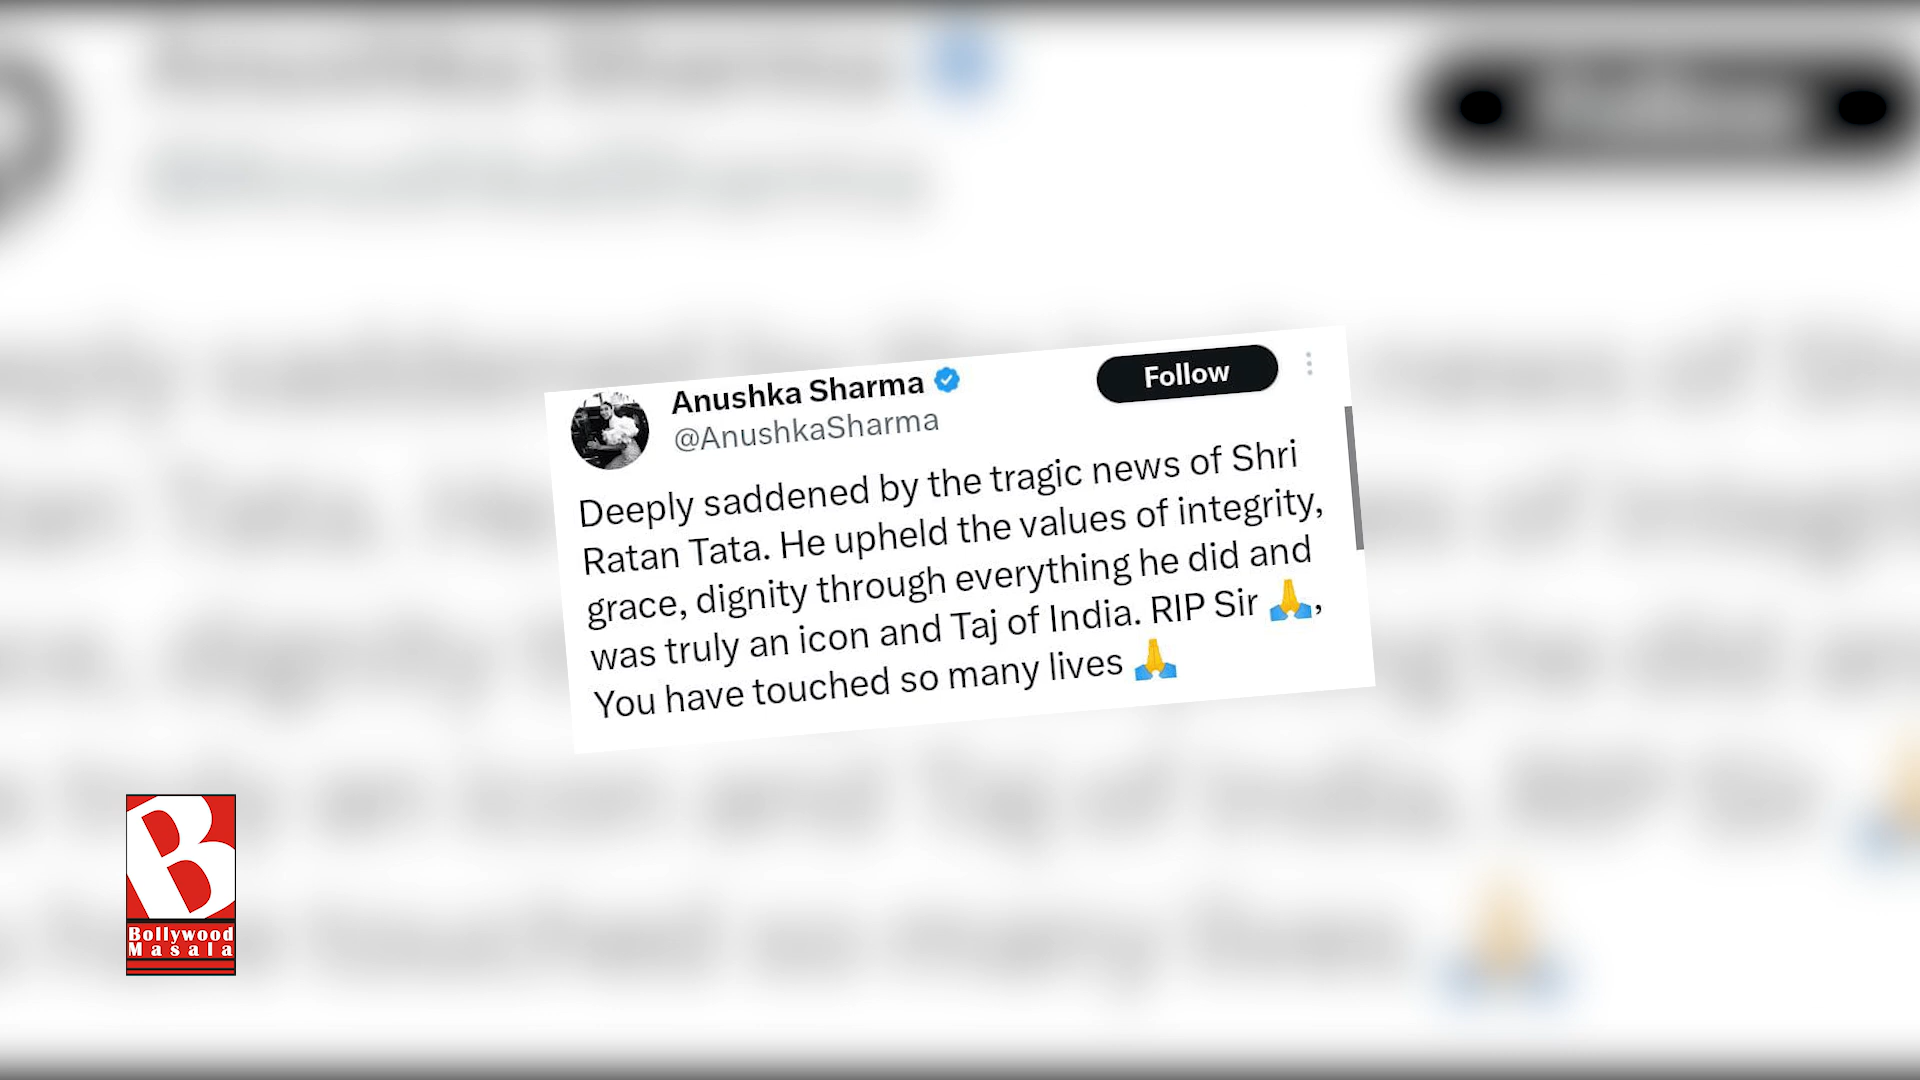 Anushka Sharma
@AnushkaSharma
Follow
Deeply saddened by the tragic news of Shri
Ratan Tata. He upheld the values of integrity,
grace, dignity through everything he did and
was truly an icon and Taj of India. RIP Sir 🙏,
You have touched so many lives 🙏
B
Bollywood
Masala